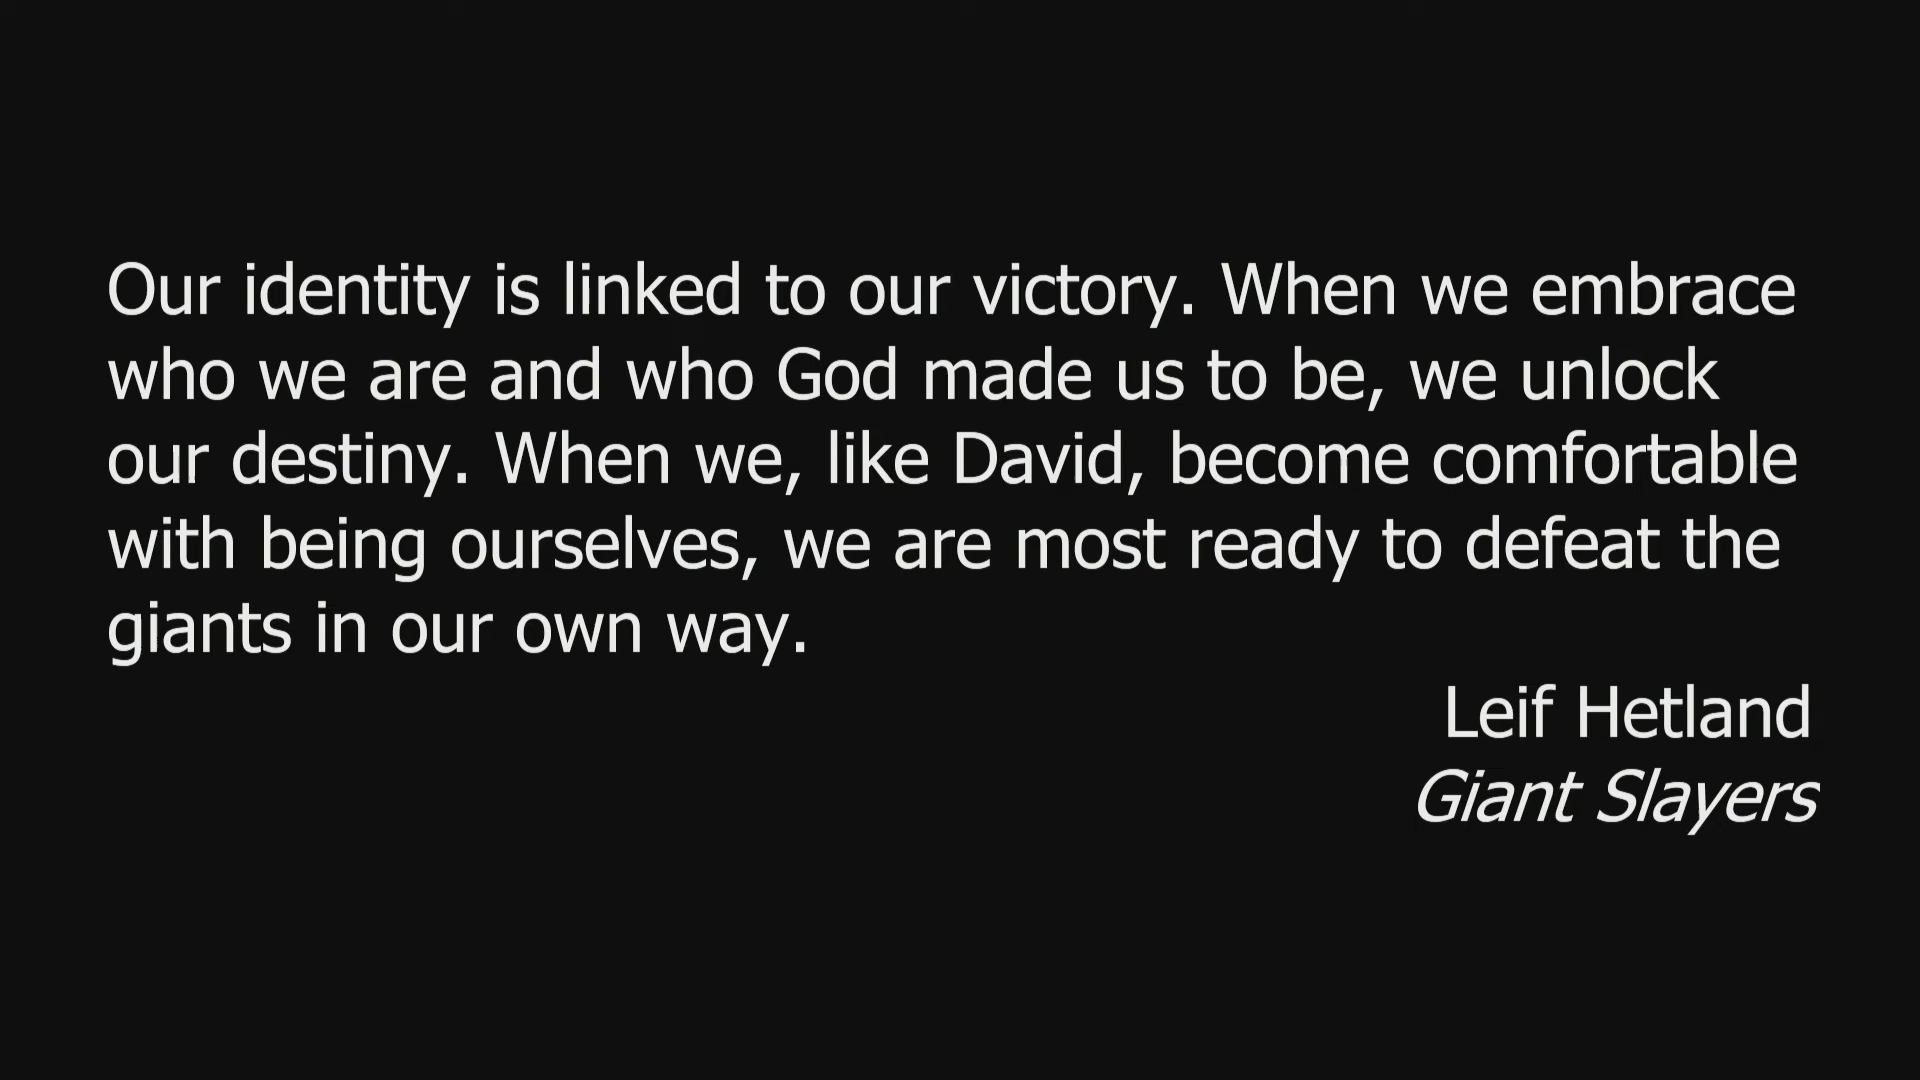 Our identity is linked to our victory. When we embrace
who we are and who God made us to be, we unlock
our destiny. When we, like David, become comfortable
with being ourselves, we are most ready to defeat the
giants in our own way.
Leif Hetland
Giant Slayers